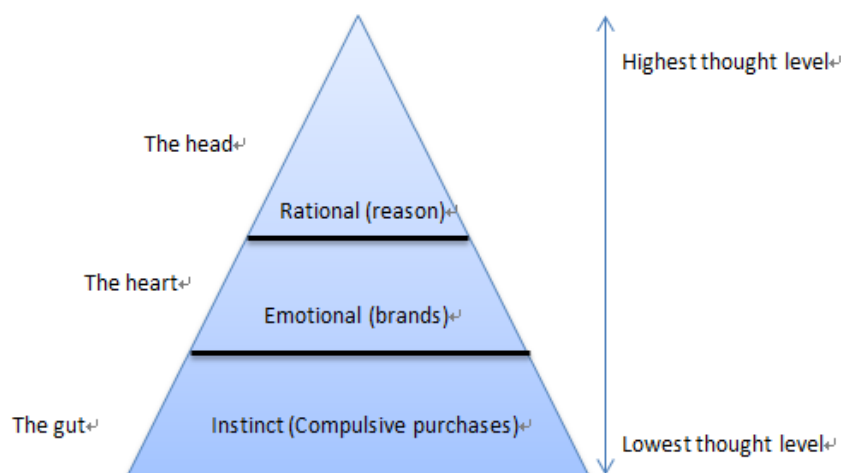 Highest thought level↵
The head↵
Rational (reason)↵
The heart↵
Emotional (brands)↵
The gut↵
Instinct (Compulsive purchases)↵
Lowest thought level↵